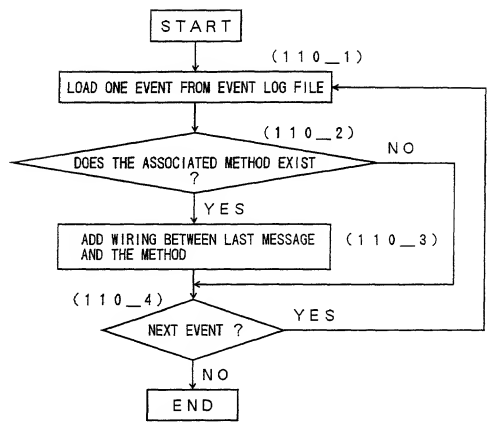 START
(110_1)
LOAD ONE EVENT FROM EVENT LOG FILE
(110_2)
DOES THE ASSOCIATED METHOD EXIST
?
NO
YES
ADD WIRING BETWEEN LAST MESSAGE
AND THE METHOD
(110_3)
(110_4)
NEXT EVENT ?
YES
NO
END